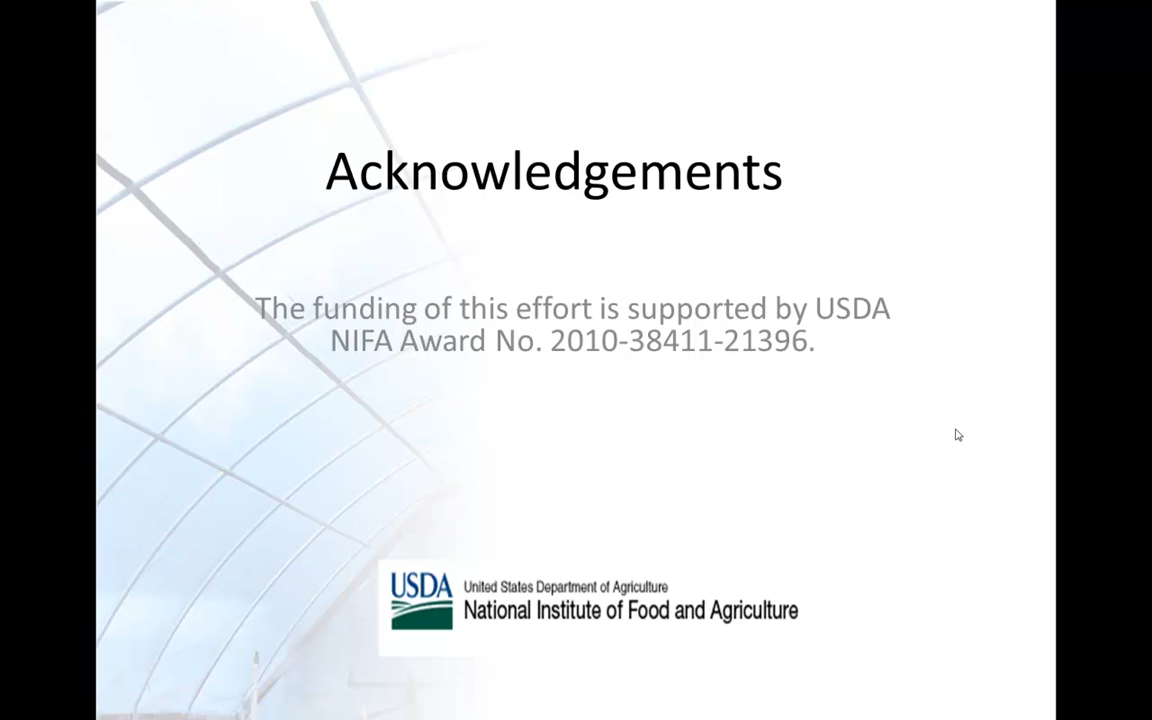 Acknowledgements
The funding of this effort is supported by USDA
NIFA Award No. 2010-38411-21396.
USDA
United States Department of Agriculture
National Institute of Food and Agriculture